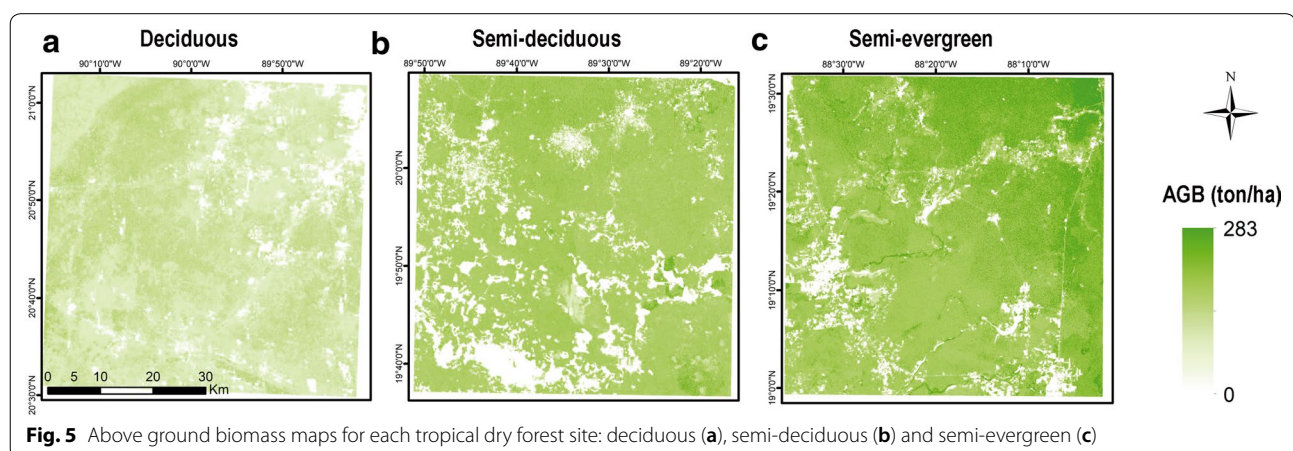 a Deciduous
90°10'0"W 90°0'0"W 89°50'0"W
21°0'0"N
20°50'0"N
20°40'0"N
20°30'0"N
0 5 10 20 30
Km
b Semi-deciduous
89°50'0"W 89°40'0"W 89°30'0"W 89°20'0"W
20°0'0"N
19°50'0"N
19°40'0"N
c Semi-evergreen
88°30'0"W 88°20'0"W 88°10'0"W
19°30'0"N
19°20'0"N
19°10'0"N
N
AGB (ton/ha)
283
0
Fig. 5 Above ground biomass maps for each tropical dry forest site: deciduous (a), semi-deciduous (b) and semi-evergreen (c)